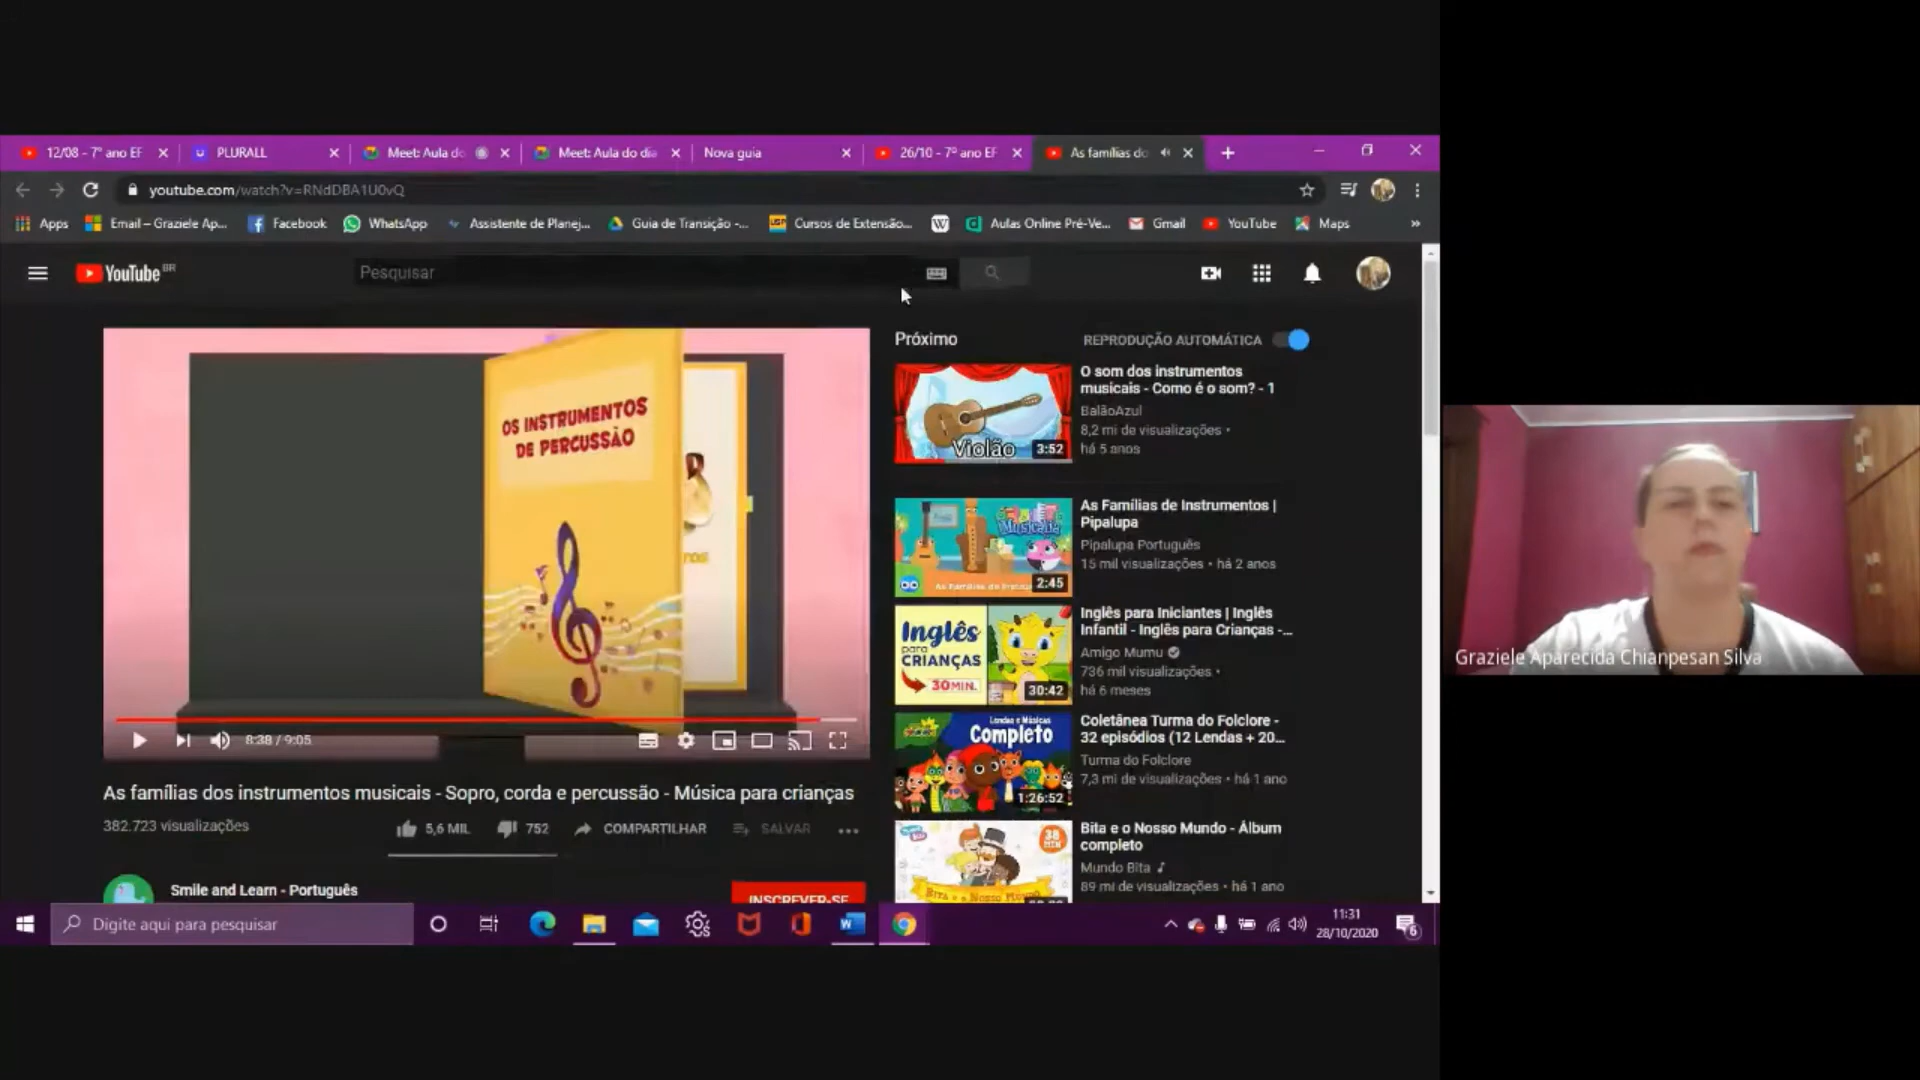 12/08 - 7º ano EF
PLURALL
Meet: Aula do
Meet: Aula do dia
Nova guia
26/10 - 7º ano EF
As famílias do
youtube.com/watch?v=RNdDBA1U0vQ
Apps
Email – Graziele Ap...
Facebook
WhatsApp
Assistente de Planej...
Guia de Transição -...
USP
Cursos de Extensão...
W
Aulas Online Pré-Ve...
Gmail
YouTube
Maps
YouTube BR
Pesquisar
OS INSTRUMENTOS
DE PERCUSSÃO
8:38 / 9:05
As famílias dos instrumentos musicais - Sopro, corda e percussão - Música para crianças
382.723 visualizações
5,6 MIL
752
COMPARTILHAR
SALVAR
Smile and Learn - Português
INSCREVER-SE
Próximo
REPRODUÇÃO AUTOMÁTICA
Violão
3:52
O som dos instrumentos
musicais - Como é o som? - 1
BalãoAzul
8,2 mi de visualizações •
há 5 anos
Musicália
2:45
As Famílias de Instrumentos |
Pipalupa
Pipalupa Português
15 mil visualizações • há 2 anos
Inglês
para
CRIANÇAS
30MIN.
30:42
Inglês para Iniciantes | Inglês
Infantil - Inglês para Crianças -...
Amigo Mumu
736 mil visualizações •
há 6 meses
Lendas e Músicas
Completo
1:26:52
Coletânea Turma do Folclore -
32 episódios (12 Lendas + 20...
Turma do Folclore
7,3 mi de visualizações • há 1 ano
38
MIN
BITA e o NOSSO MUNDO
Bita e o Nosso Mundo - Álbum
completo
Mundo Bita
89 mi de visualizações • há 1 ano
Graziele Aparecida Chianpesan Silva
Digite aqui para pesquisar
11:31
28/10/2020
6